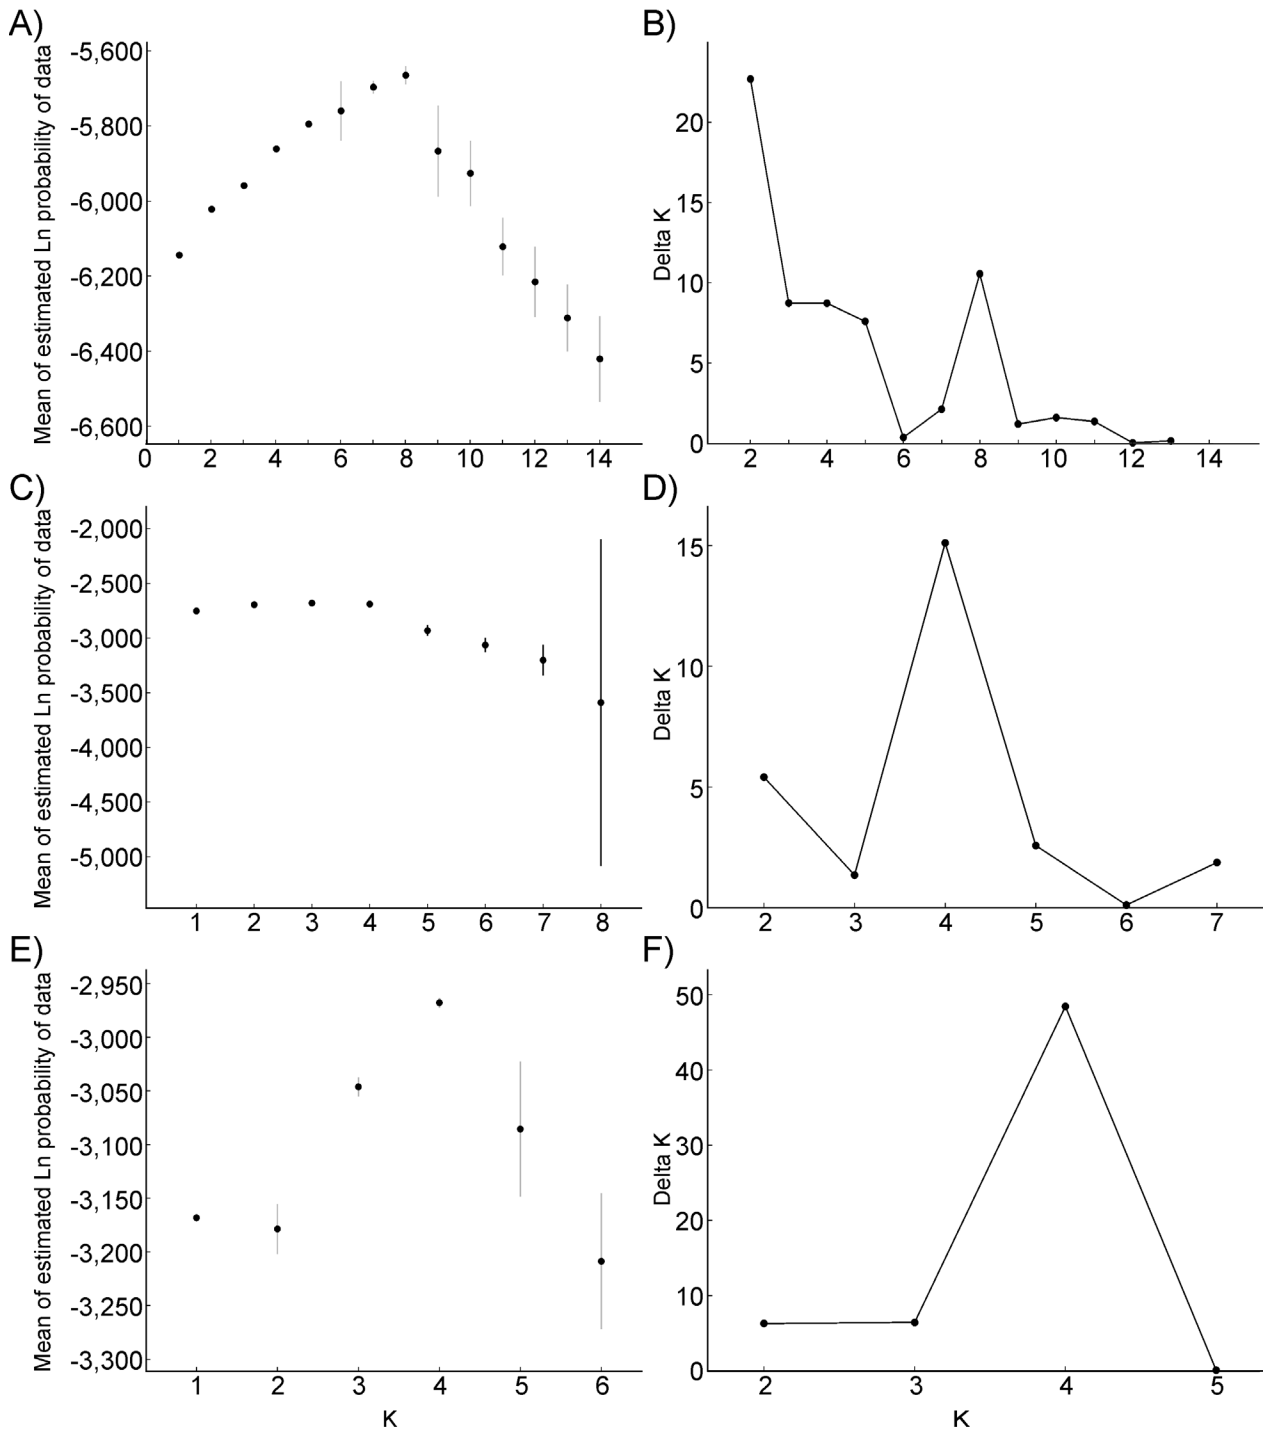 A)
Mean of estimated Ln probability of data
-5,600
-5,800
-6,000
-6,200
-6,400
-6,600
0 2 4 6 8 10 12 14
B)
Delta K
20
15
10
5
0
2 4 6 8 10 12 14
C)
Mean of estimated Ln probability of data
-2,000
-2,500
-3,000
-3,500
-4,000
-4,500
-5,000
1 2 3 4 5 6 7 8
D)
Delta K
15
10
5
0
2 3 4 5 6 7
E)
Mean of estimated Ln probability of data
-2,950
-3,000
-3,050
-3,100
-3,150
-3,200
-3,250
-3,300
1 2 3 4 5 6
K
F)
Delta K
50
40
30
20
10
0
2 3 4 5
K